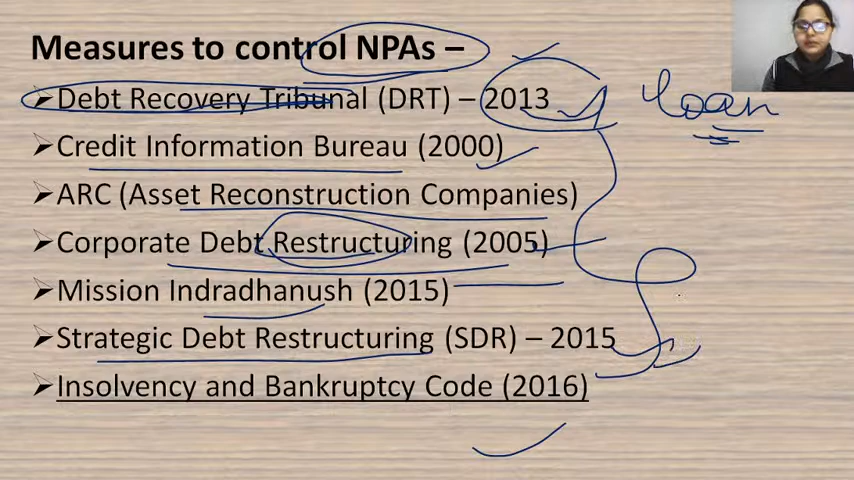 Measures to control NPAs –
➢Debt Recovery Tribunal (DRT) – 2013
loan
➢Credit Information Bureau (2000)
➢ARC (Asset Reconstruction Companies)
➢Corporate Debt Restructuring (2005)
➢Mission Indradhanush (2015)
➢Strategic Debt Restructuring (SDR) – 2015
➢Insolvency and Bankruptcy Code (2016)